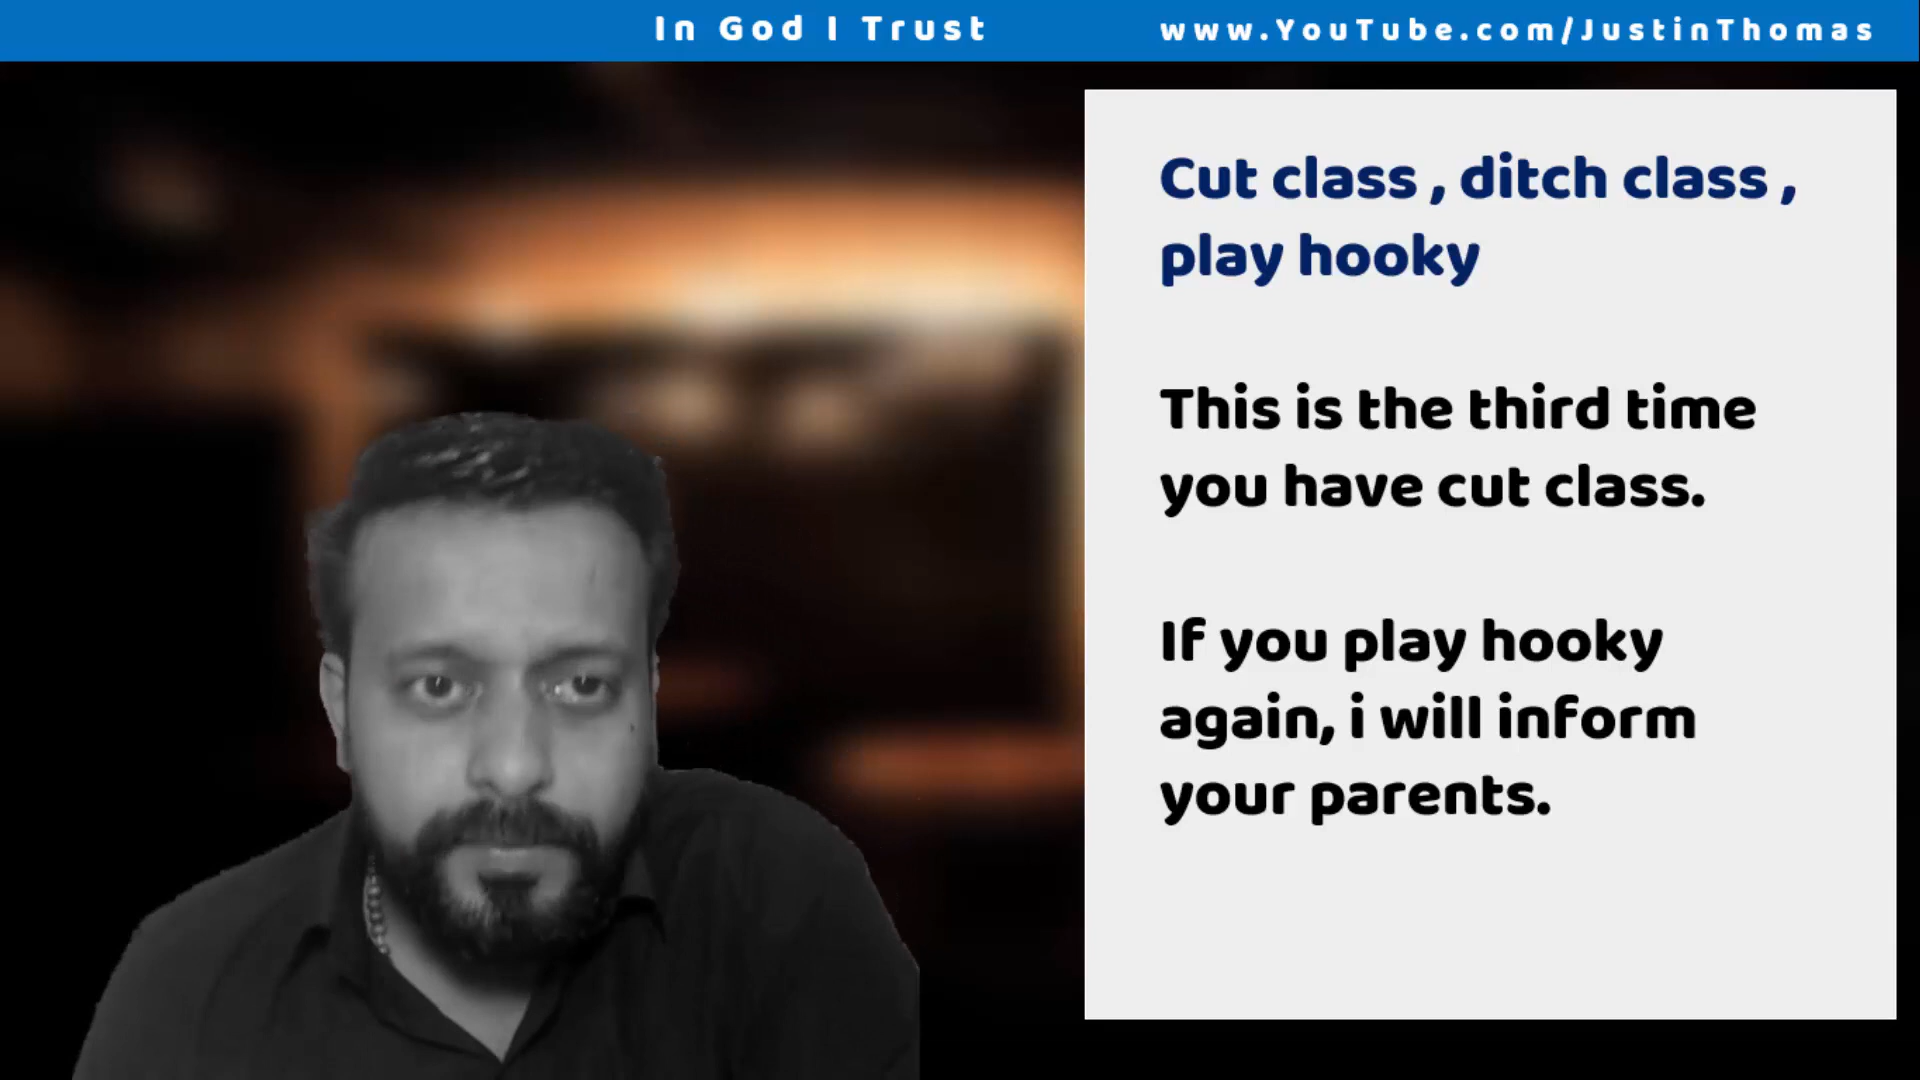 In God I Trust
www.YouTube.com/JustinThomas
Cut class , ditch class ,
play hooky
This is the third time
you have cut class.
If you play hooky
again, i will inform
your parents.